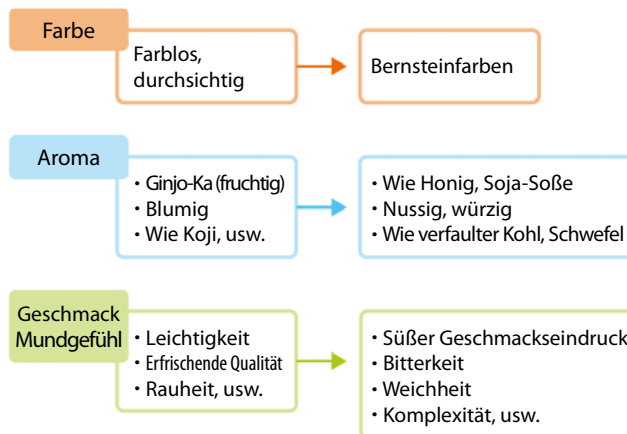 Farbe
Farblos,
durchsichtig
Bernsteinfarben
Aroma
・Ginjo-Ka (fruchtig)
・Blumig
・Wie Koji, usw.
・Wie Honig, Soja-Soße
・Nussig, würzig
・Wie verfaulter Kohl, Schwefel
Geschmack
Mundgefühl
・Leichtigkeit
・Erfrischende Qualität
・Rauheit, usw.
・Süßer Geschmackseindruck
・Bitterkeit
・Weichheit
・Komplexität, usw.